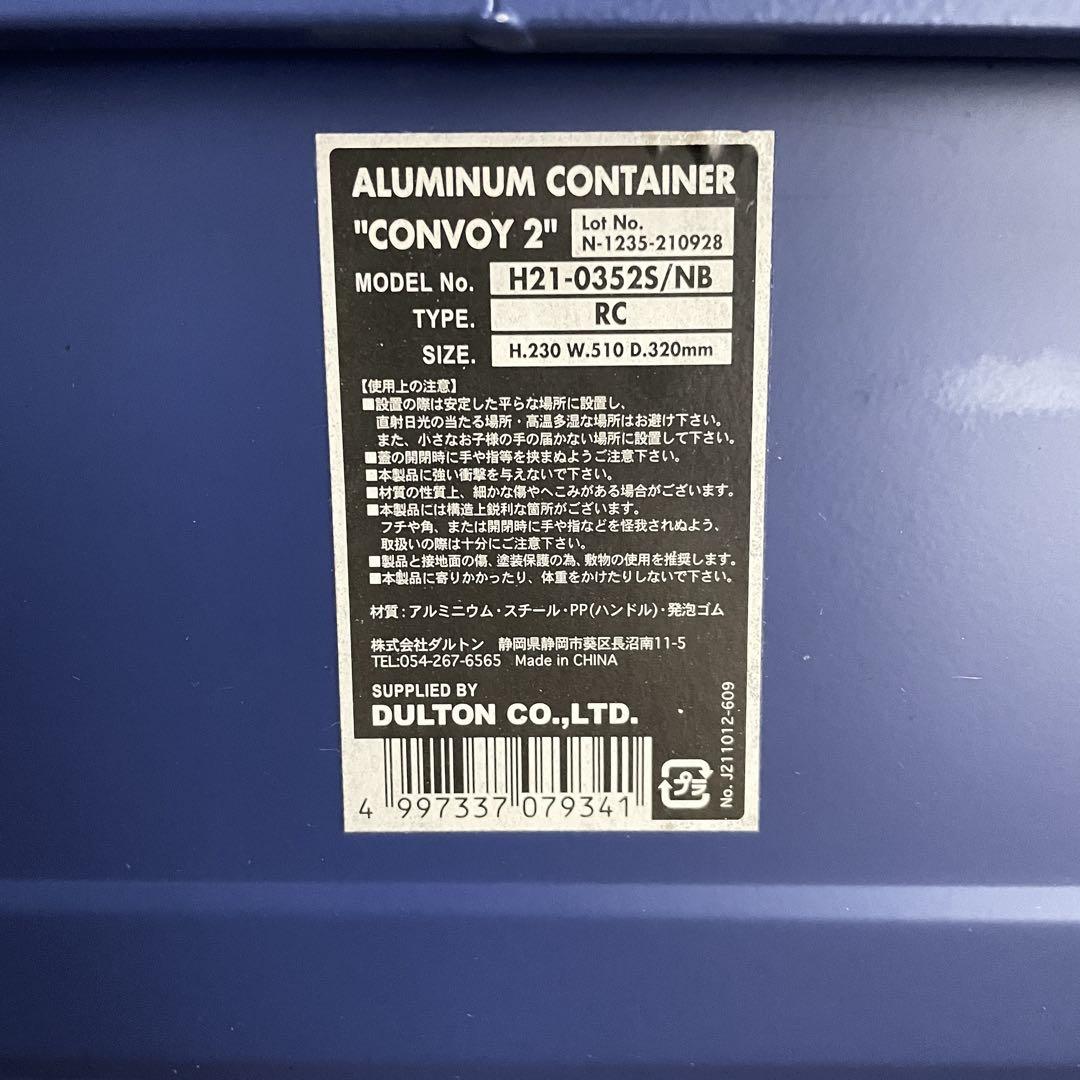 ALUMINUM CONTAINER
"CONVOY 2"
Lot No.
N-1235-210928
MODEL No. H21-0352S/NB
TYPE. RC
SIZE. H.230 W.510 D.320mm
【使用上の注意】
■設置の際は安定した平らな場所に設置し、
直射日光の当たる場所・高温多湿な場所はお避け下さい。
また、小さなお子様の手の届かない場所に設置して下さい。
■蓋の開閉時に手や指等を挟まぬようご注意下さい。
■本製品に強い衝撃を与えないで下さい。
■材質の性質上、細かな傷やへこみがある場合がございます。
■本製品には構造上鋭利な箇所がございます。
フチや角、または開閉時に手や指などを怪我されぬよう、
取扱いの際は十分にご注意下さい。
■製品と接地面の傷、塗装保護の為、敷物の使用を推奨します。
■本製品に寄りかかったり、体重をかけたりしないで下さい。
材質：アルミニウム・スチール・PP(ハンドル)・発泡ゴム
株式会社ダルトン 静岡県静岡市葵区長沼南11-5
TEL:054-267-6565 Made in CHINA
SUPPLIED BY
DULTON CO.,LTD.
4 997337 079341
プラ
No. J211012-609